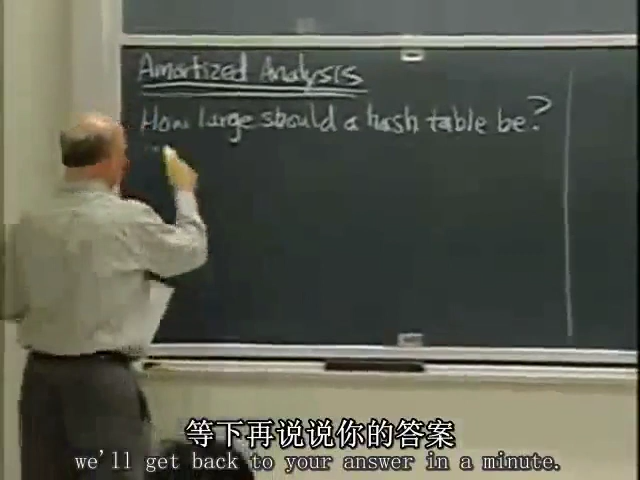 Amortized Analysis
How large should a hash table be?
等下再说说你的答案
we'll get back to your answer in a minute.